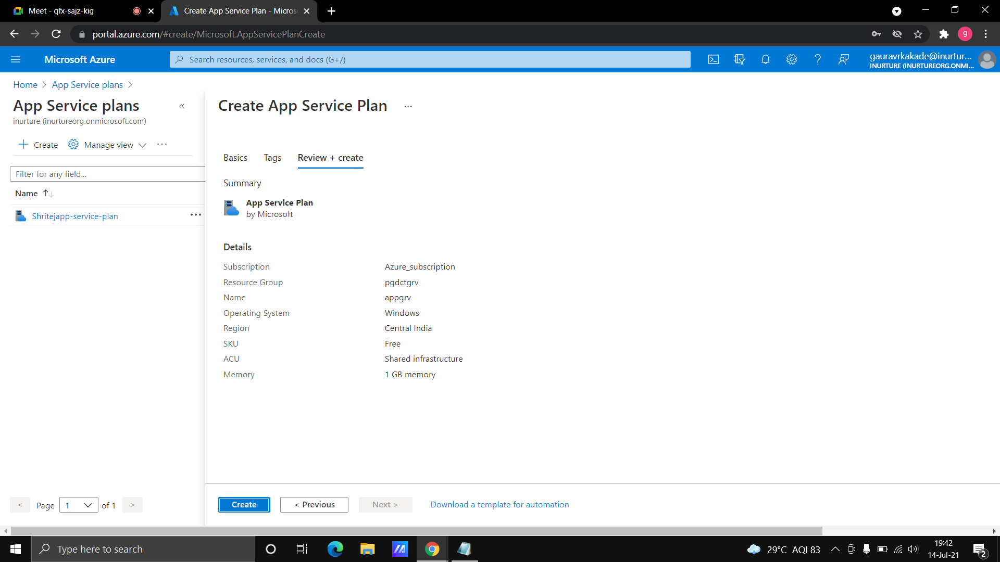 Meet - qfx-sajz-kig
Create App Service Plan - Micros
portal.azure.com/#create/Microsoft.AppServicePlanCreate
g
Microsoft Azure
Search resources, services, and docs (G+/)
gauravrkakade@inurtur...
INURTURE (INURTUREORG.ONMI...
Home > App Service plans >
App Service plans
«
inurture (inurtureorg.onmicrosoft.com)
+ Create
Manage view
...
Filter for any field...
Name ↑↓
Shritejapp-service-plan
...
< Page 1 of 1 >
Create App Service Plan
...
Basics
Tags
Review + create
Summary
App Service Plan
by Microsoft
Details
Subscription Azure_subscription
Resource Group pgdctgrv
Name appgrv
Operating System Windows
Region Central India
SKU Free
ACU Shared infrastructure
Memory 1 GB memory
Create
< Previous
Next >
Download a template for automation
Type here to search
29°C AQI 83
19:42
14-Jul-21
2